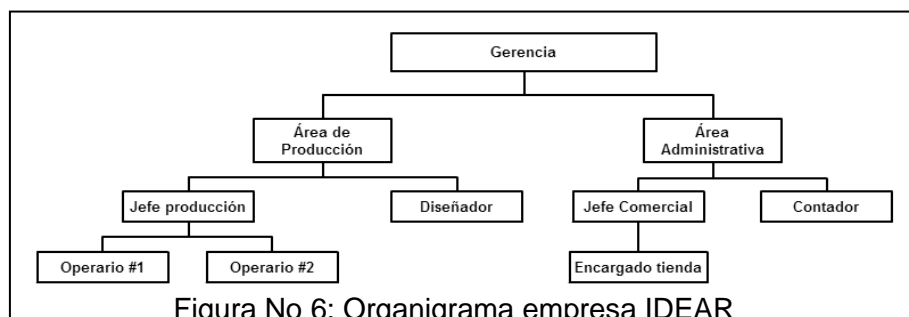 Gerencia
Área de
Producción
Área
Administrativa
Jefe producción
Diseñador
Jefe Comercial
Contador
Operario #1
Operario #2
Encargado tienda
Figura No 6: Organigrama empresa IDEAR